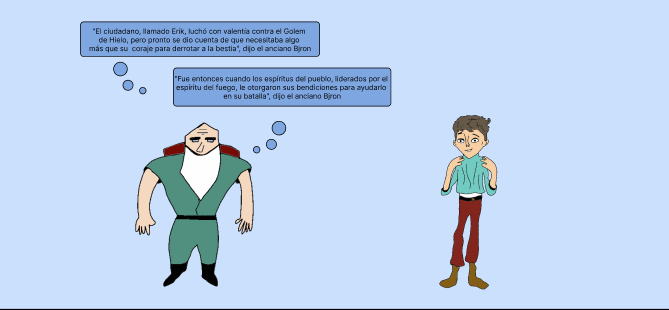 "El ciudadano, llamado Erik, luchó con valentía contra el Golem
de Hielo, pero pronto se dio cuenta de que necesitaba algo
más que su coraje para derrotar a la bestia", dijo el anciano Bjron
"Fue entonces cuando los espíritus del pueblo, liderados por el
espíritu del fuego, le otorgaron sus bendiciones para ayudarlo
en su batalla", dijo el anciano Bjron